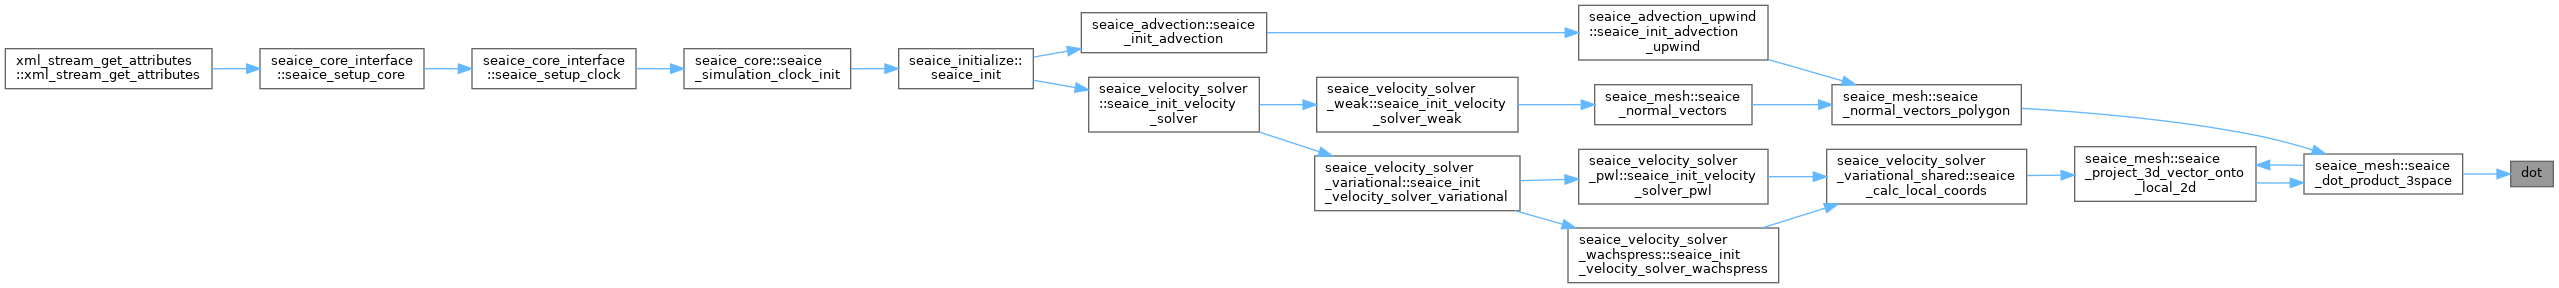 xml_stream_get_attributes
::xml_stream_get_attributes
seaice_core_interface
::seaice_setup_core
seaice_core_interface
::seaice_setup_clock
seaice_core::seaice
_simulation_clock_init
seaice_initialize::
seaice_init
seaice_advection::seaice
_init_advection
seaice_velocity_solver
::seaice_init_velocity
_solver
seaice_velocity_solver
_weak::seaice_init_velocity
_solver_weak
seaice_velocity_solver
_variational::seaice_init
_velocity_solver_variational
seaice_advection_upwind
::seaice_init_advection
_upwind
seaice_mesh::seaice
_normal_vectors
seaice_velocity_solver
_pwl::seaice_init_velocity
_solver_pwl
seaice_velocity_solver
_wachspress::seaice_init
_velocity_solver_wachspress
seaice_mesh::seaice
_normal_vectors_polygon
seaice_velocity_solver
_variational_shared::seaice
_calc_local_coords
seaice_mesh::seaice
_project_3d_vector_onto
_local_2d
seaice_mesh::seaice
_dot_product_3space
dot